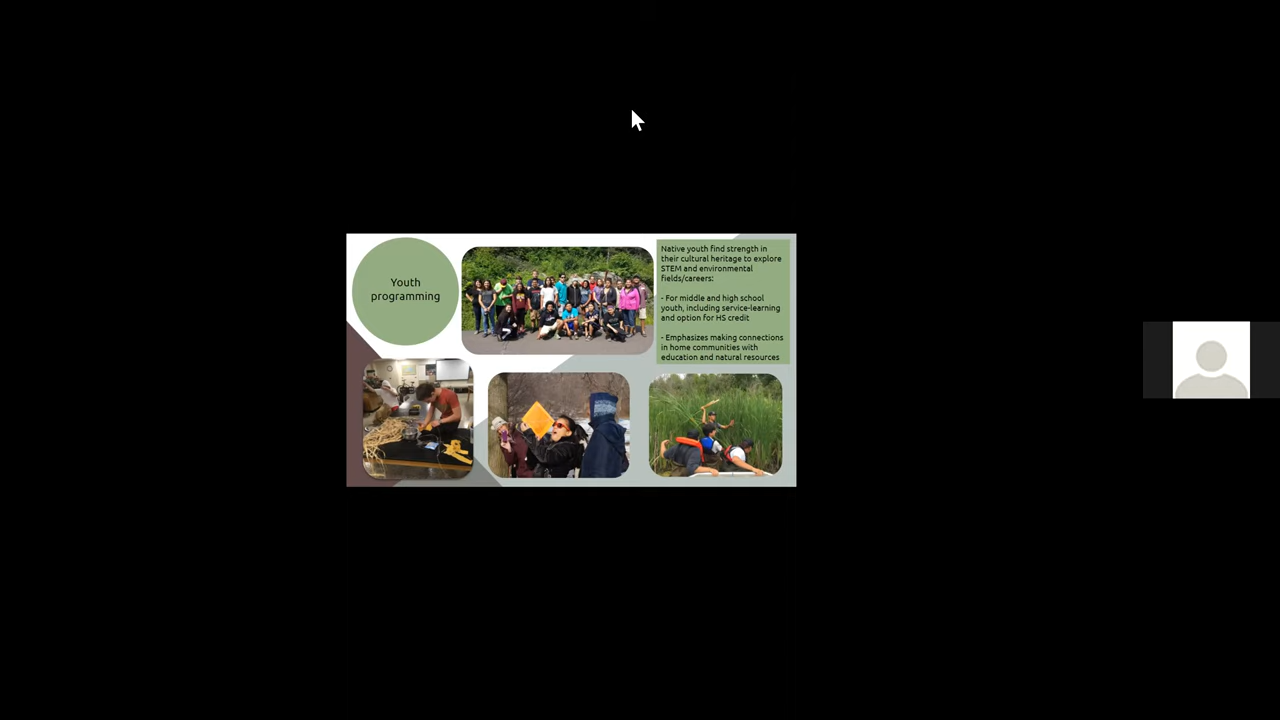 Youth
programming
Native youth find strength in
their cultural heritage to explore
STEM and environmental
fields/careers:
- For middle and high school
youth, including service-learning
and option for HS credit
- Emphasizes making connections
in home communities with
education and natural resources